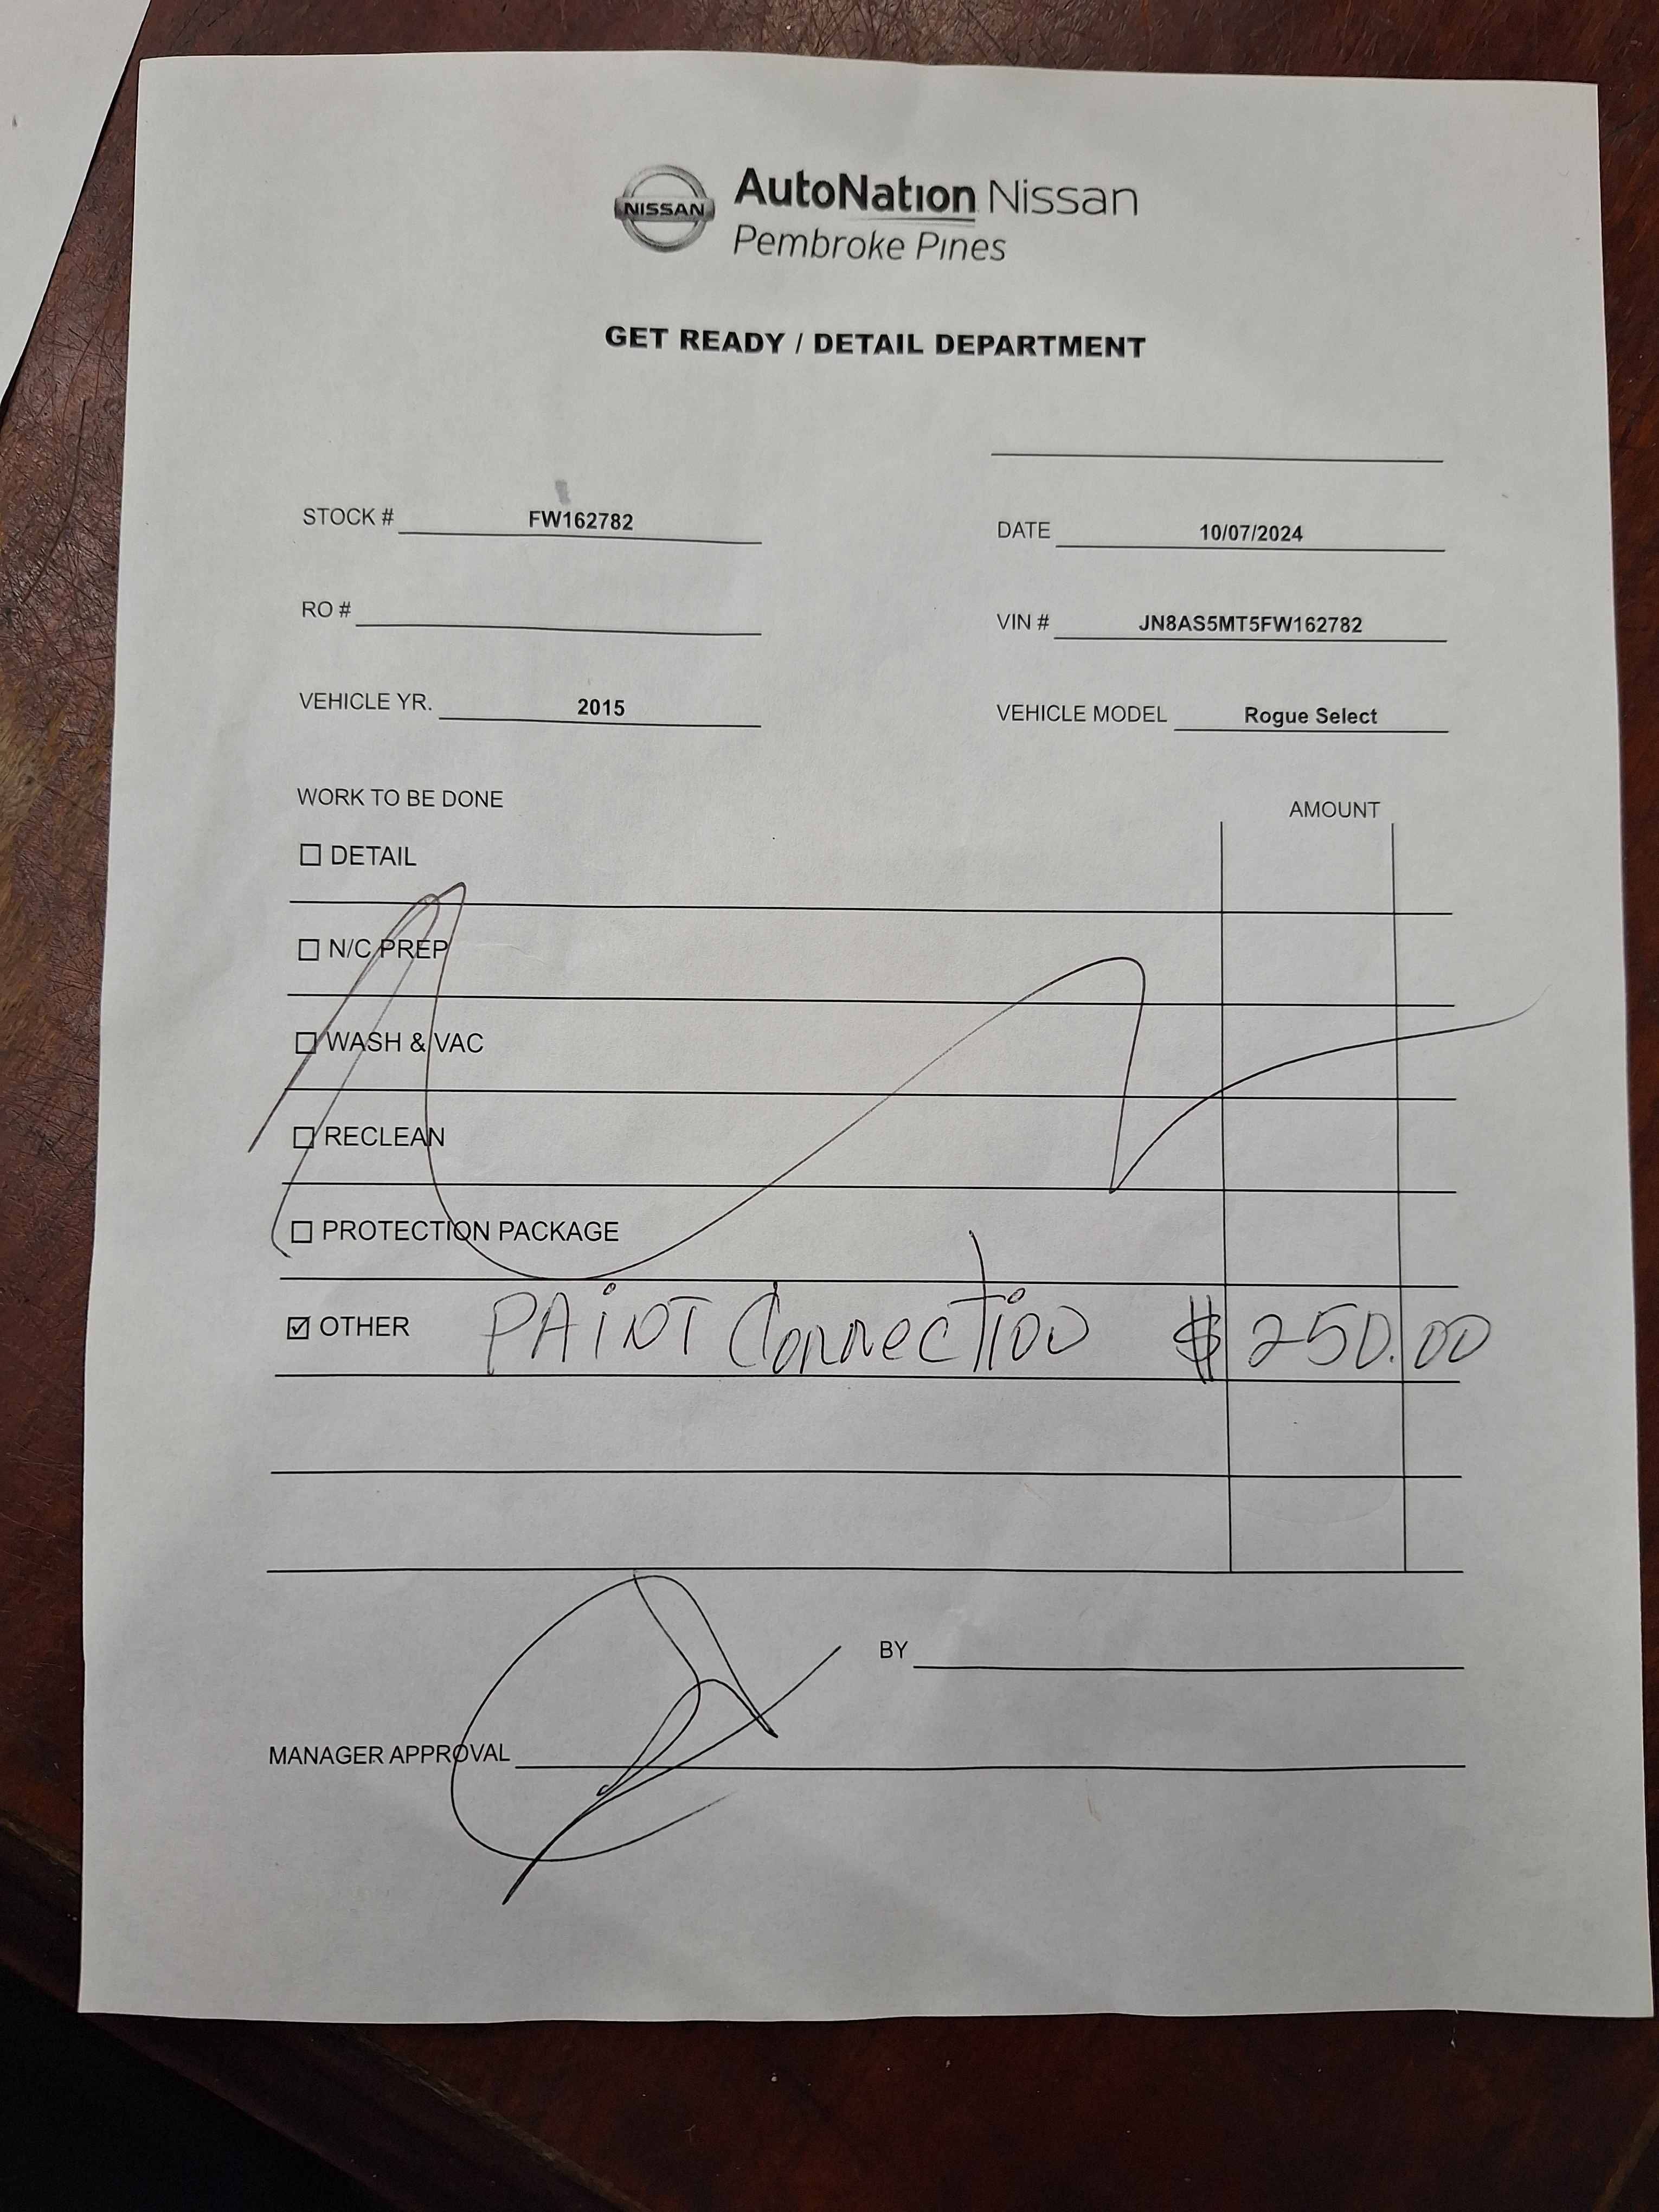 NISSAN
AutoNation Nissan
Pembroke Pines
GET READY / DETAIL DEPARTMENT
STOCK # FW162782
DATE 10/07/2024
RO #
VIN # JN8AS5MT5FW162782
VEHICLE YR. 2015
VEHICLE MODEL Rogue Select
WORK TO BE DONE
AMOUNT
☐ DETAIL
☐ N/C PREP
☐ WASH & VAC
☐ RECLEAN
☐ PROTECTION PACKAGE
☑ OTHER PAINT Connection $250.00
BY
MANAGER APPROVAL